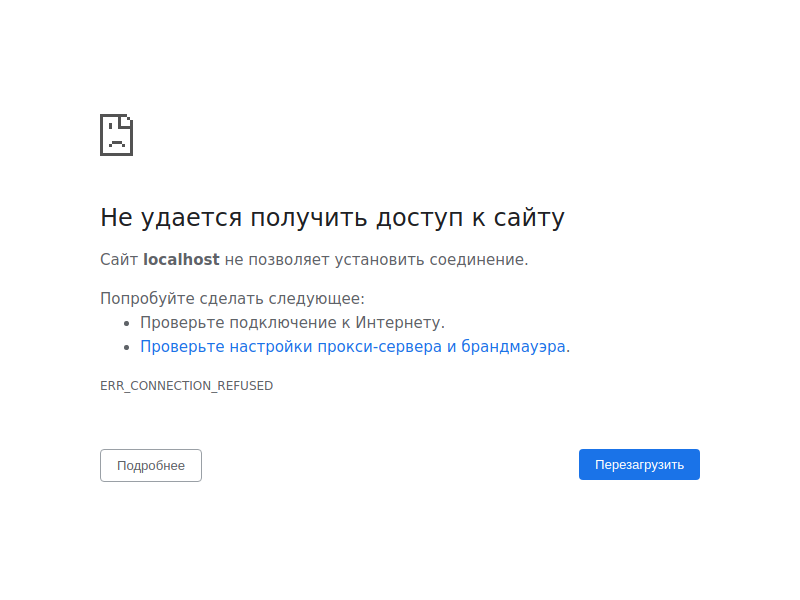 Не удается получить доступ к сайту
Сайт localhost не позволяет установить соединение.
Попробуйте сделать следующее:
Проверьте подключение к Интернету.
Проверьте настройки прокси-сервера и брандмауэра.
ERR_CONNECTION_REFUSED
Подробнее
Перезагрузить